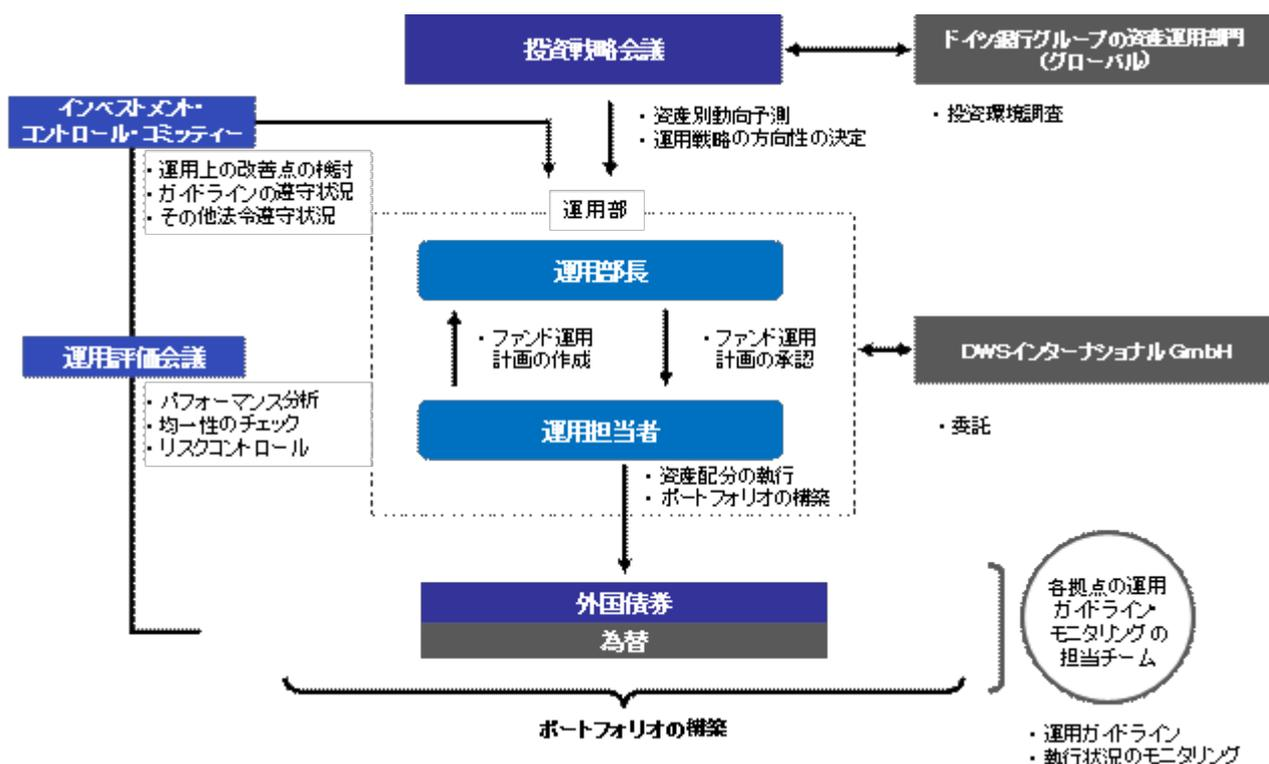 投資戦略会議
ドイツ銀行グループの資産運用部門
(グローバル)
・投資環境調査
・資産別動向予測
・運用戦略の方向性の決定
インベストメント・
コントロール・コミッティー
・運用上の改善点の検討
・ガイドラインの遵守状況
・その他法令遵守状況
運用部
運用部長
・ファンド運用
計画の作成
・ファンド運用
計画の承認
運用評価会議
・パフォーマンス分析
・均一性のチェック
・リスクコントロール
DWSインターナショナル GmbH
・委託
運用担当者
・資産配分の執行
・ポートフォリオの構築
外国債券
為替
各拠点の運用
ガイドライン・
モニタリングの
担当チーム
ポートフォリオの構築
・運用ガイドライン
・執行状況のモニタリング